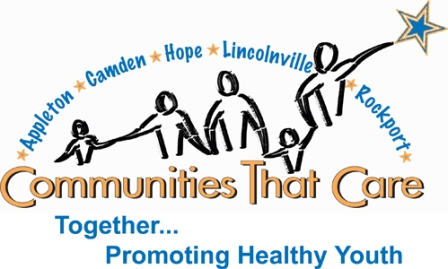 Appleton ★ Camden ★ Hope ★ Lincolnville ★ Rockport
Communities That Care
Together...
Promoting Healthy Youth